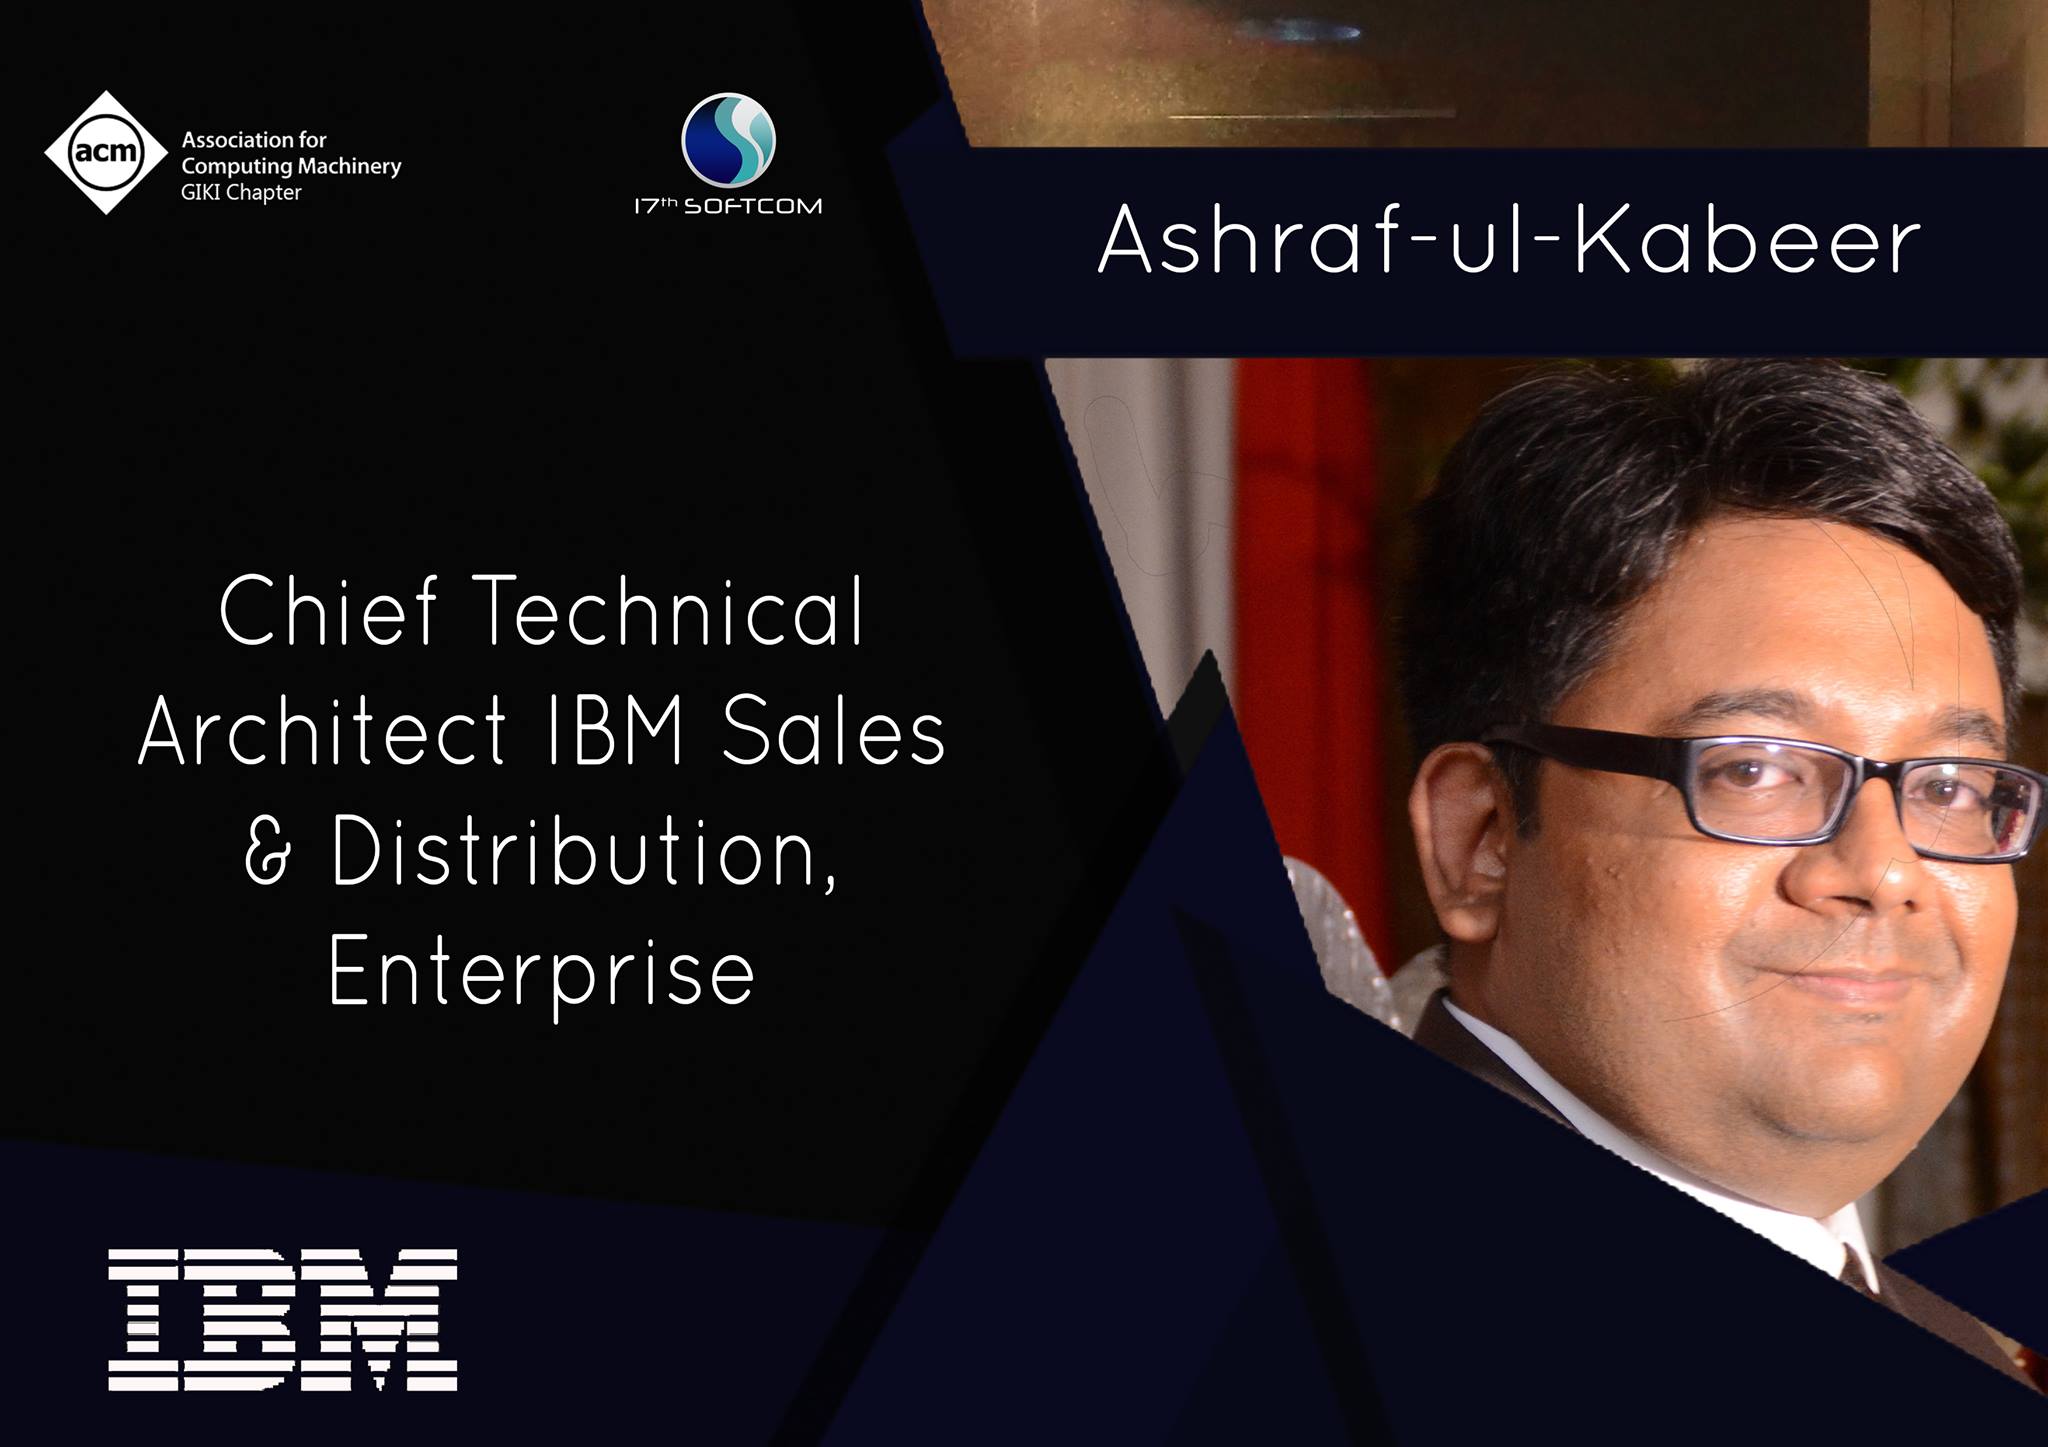 acm
Association for
Computing Machinery
GIKI Chapter
17th SOFTCOM
Ashraf-ul-Kabeer
Chief Technical
Architect IBM Sales
& Distribution,
Enterprise
IBM